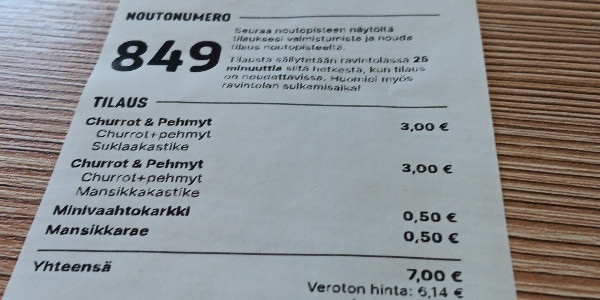 NOUTONUMERO
849
Seuraa noutopisteen näytöltä
tilauksesi valmistumista ja nouda
tilaus noutopisteeltä.
Tilausta säilytetään ravintolassa 25
minuuttia siitä hetkestä, kun tilaus
on noudettavissa. Huomioi myös
ravintolan sulkemisaika!
TILAUS
Churrot & Pehmyt 3,00 €
Churrot+pehmyt
Suklaakastike
Churrot & Pehmyt 3,00 €
Churrot+pehmyt
Mansikkakastike
Minivaahtokarkki 0,50 €
Mansikkarae 0,50 €
Yhteensä 7,00 €
Veroton hinta: 6,14 €